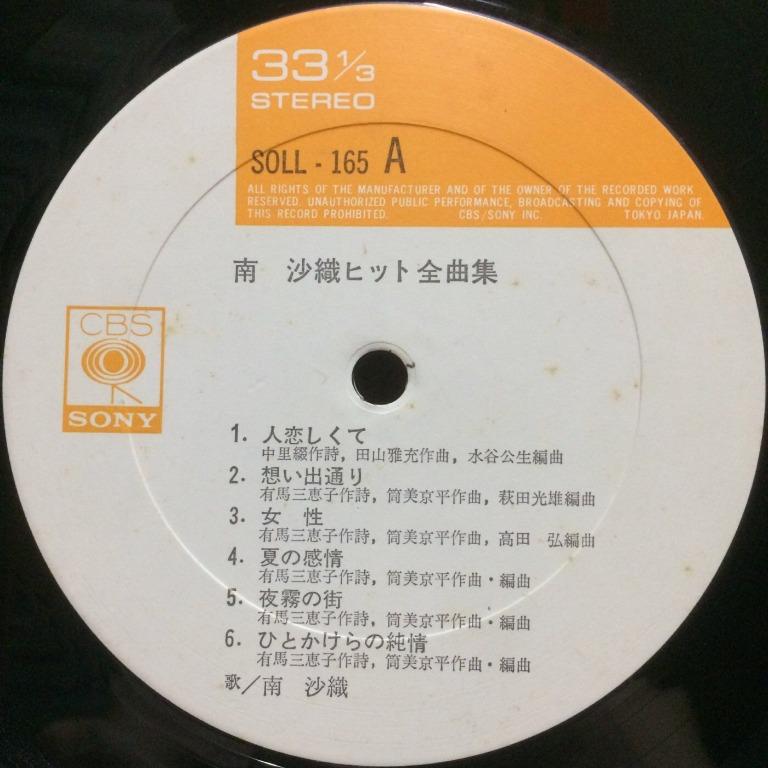 33 1/3
STEREO
SOLL - 165 A
ALL RIGHTS OF THE MANUFACTURER AND OF THE OWNER OF THE RECORDED WORK
RESERVED. UNAUTHORIZED PUBLIC PERFORMANCE, BROADCASTING AND COPYING OF
THIS RECORD PROHIBITED. CBS/SONY INC. TOKYO JAPAN.
南 沙織ヒット全曲集
CBS
SONY
1. 人恋しくて
中里綴作詩, 田山雅充作曲, 水谷公生編曲
2. 想い出通り
有馬三恵子作詩, 筒美京平作曲, 萩田光雄編曲
3. 女 性
有馬三恵子作詩, 筒美京平作曲, 高田 弘編曲
4. 夏の感情
有馬三恵子作詩, 筒美京平作曲・編曲
5. 夜霧の街
有馬三恵子作詩, 筒美京平作曲・編曲
6. ひとかけらの純情
有馬三恵子作詩, 筒美京平作曲・編曲
歌/南 沙織